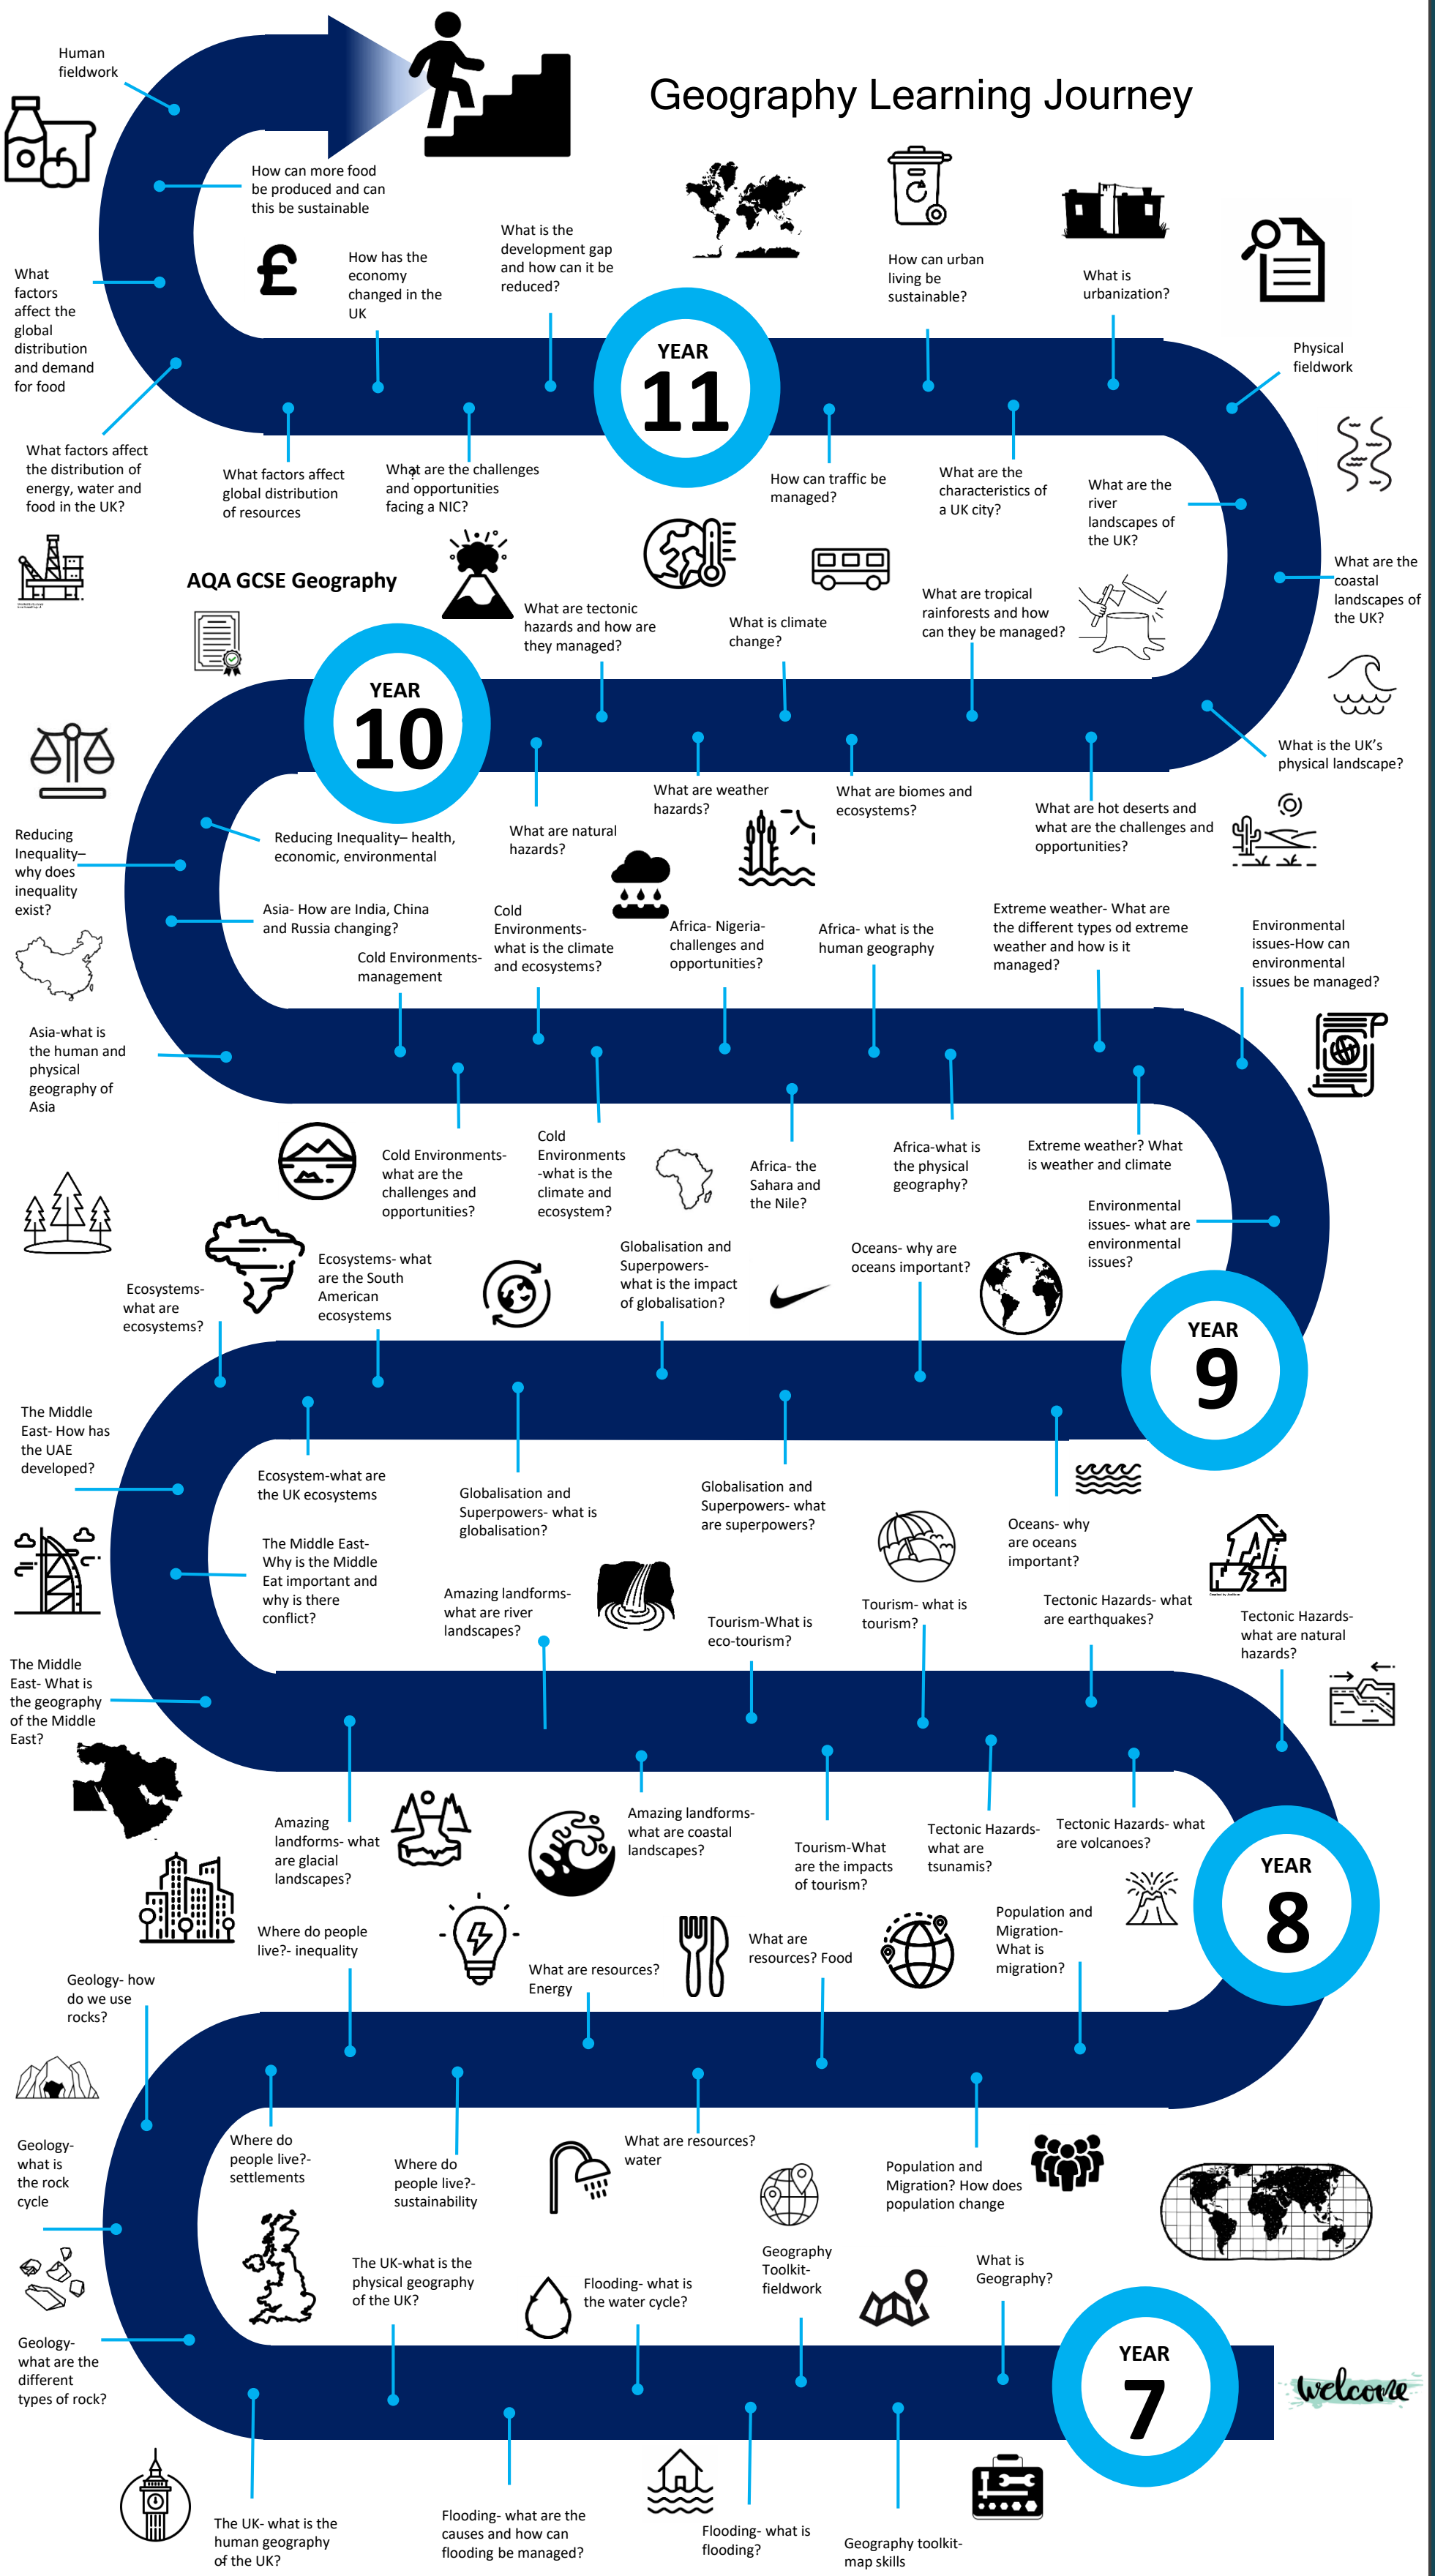 Geography Learning Journey
Human
fieldwork
How can more food
be produced and can
this be sustainable
What
factors
affect the
global
distribution
and demand
for food
How has the
economy
changed in the
UK
What is the
development gap
and how can it be
reduced?
How can urban
living be
sustainable?
What is
urbanization?
Physical
fieldwork
YEAR
11
What factors affect
the distribution of
energy, water and
food in the UK?
What factors affect
global distribution
of resources
What are the challenges
and opportunities
facing a NIC?
?
How can traffic be
managed?
What are the
characteristics of
a UK city?
What are the
river
landscapes of
the UK?
What are the
coastal
landscapes of
the UK?
AQA GCSE Geography
What are tectonic
hazards and how are
they managed?
What is climate
change?
What are tropical
rainforests and how
can they be managed?
YEAR
10
What is the UK's
physical landscape?
What are natural
hazards?
What are weather
hazards?
What are biomes and
ecosystems?
What are hot deserts and
what are the challenges and
opportunities?
Reducing Inequality– health,
economic, environmental
Reducing
Inequality–
why does
inequality
exist?
Asia- How are India, China
and Russia changing?
Cold Environments-
management
Cold
Environments-
what is the climate
and ecosystems?
Africa- Nigeria-
challenges and
opportunities?
Africa- what is the
human geography
Extreme weather- What are
the different types od extreme
weather and how is it
managed?
Environmental
issues-How can
environmental
issues be managed?
Asia-what is
the human and
physical
geography of
Asia
Cold Environments-
what are the
challenges and
opportunities?
Cold
Environments
-what is the
climate and
ecosystem?
Africa- the
Sahara and
the Nile?
Africa-what is
the physical
geography?
Extreme weather? What
is weather and climate
Environmental
issues- what are
environmental
issues?
Ecosystems-
what are
ecosystems?
Ecosystems- what
are the South
American
ecosystems
Globalisation and
Superpowers-
what is the impact
of globalisation?
Oceans- why are
oceans important?
YEAR
9
The Middle
East- How has
the UAE
developed?
Ecosystem-what are
the UK ecosystems
Globalisation and
Superpowers- what is
globalisation?
Globalisation and
Superpowers- what
are superpowers?
Oceans- why
are oceans
important?
The Middle East-
Why is the Middle
Eat important and
why is there
conflict?
Amazing landforms-
what are river
landscapes?
Tourism-What is
eco-tourism?
Tourism- what is
tourism?
Tectonic Hazards- what
are earthquakes?
Tectonic Hazards-
what are natural
hazards?
The Middle
East- What is
the geography
of the Middle
East?
Amazing
landforms- what
are glacial
landscapes?
Amazing landforms-
what are coastal
landscapes?
Tourism-What
are the impacts
of tourism?
Tectonic Hazards-
what are
tsunamis?
Tectonic Hazards- what
are volcanoes?
YEAR
8
Where do people
live?- inequality
What are resources?
Energy
What are
resources? Food
Population and
Migration-
What is
migration?
Geology- how
do we use
rocks?
Geology-
what is
the rock
cycle
Where do
people live?-
settlements
Where do
people live?-
sustainability
What are resources?
water
Population and
Migration? How does
population change
The UK-what is the
physical geography
of the UK?
Flooding- what is
the water cycle?
Geography
Toolkit-
fieldwork
What is
Geography?
Geology-
what are the
different
types of rock?
YEAR
7
welcome
The UK- what is the
human geography
of the UK?
Flooding- what are the
causes and how can
flooding be managed?
Flooding- what is
flooding?
Geography toolkit-
map skills